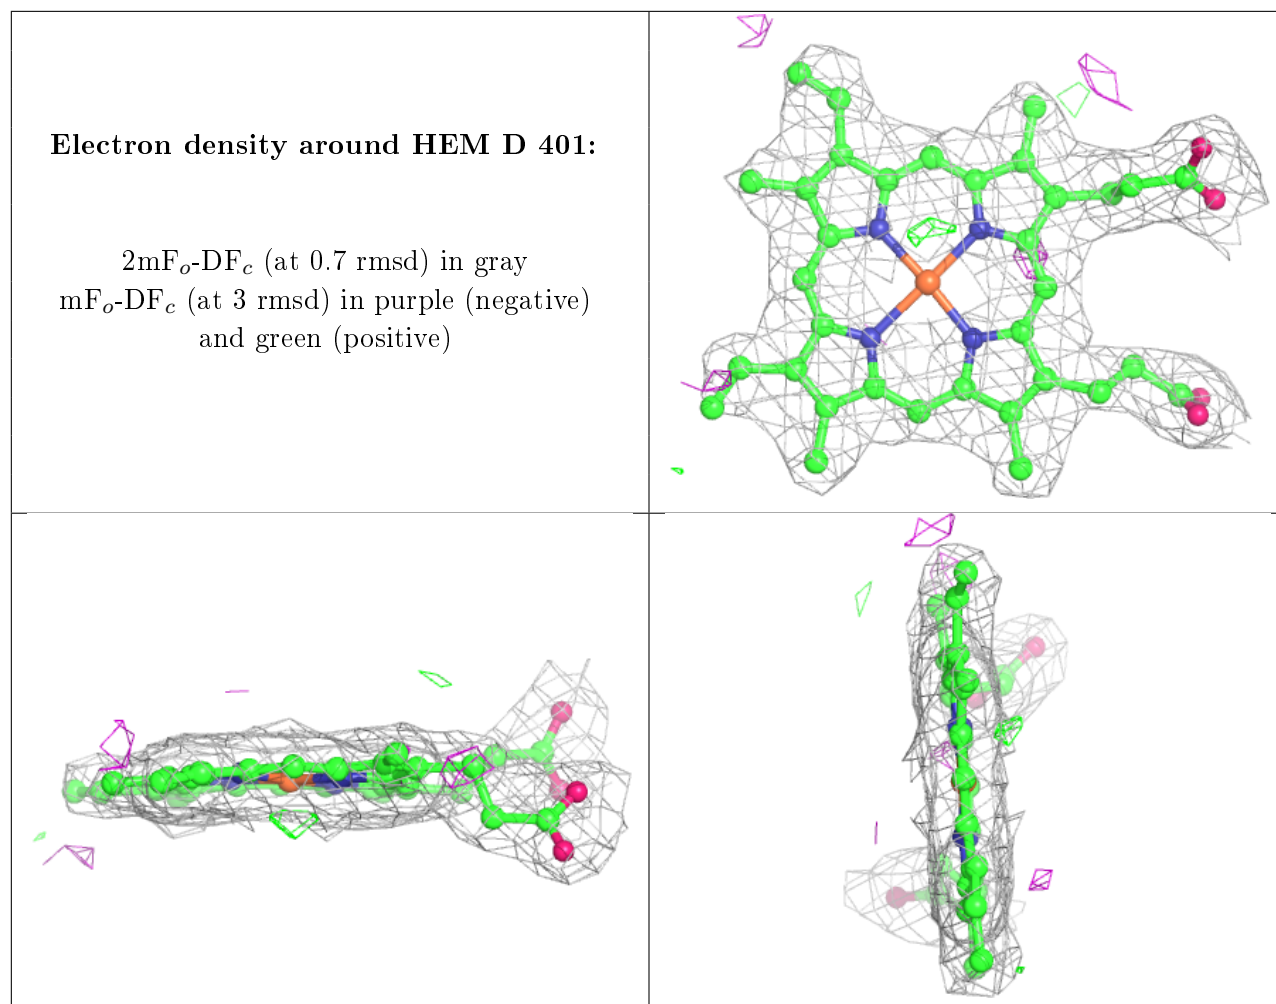 Electron density around HEM D 401:
2mFo-DFc (at 0.7 rmsd) in gray
mFo-DFc (at 3 rmsd) in purple (negative)
and green (positive)